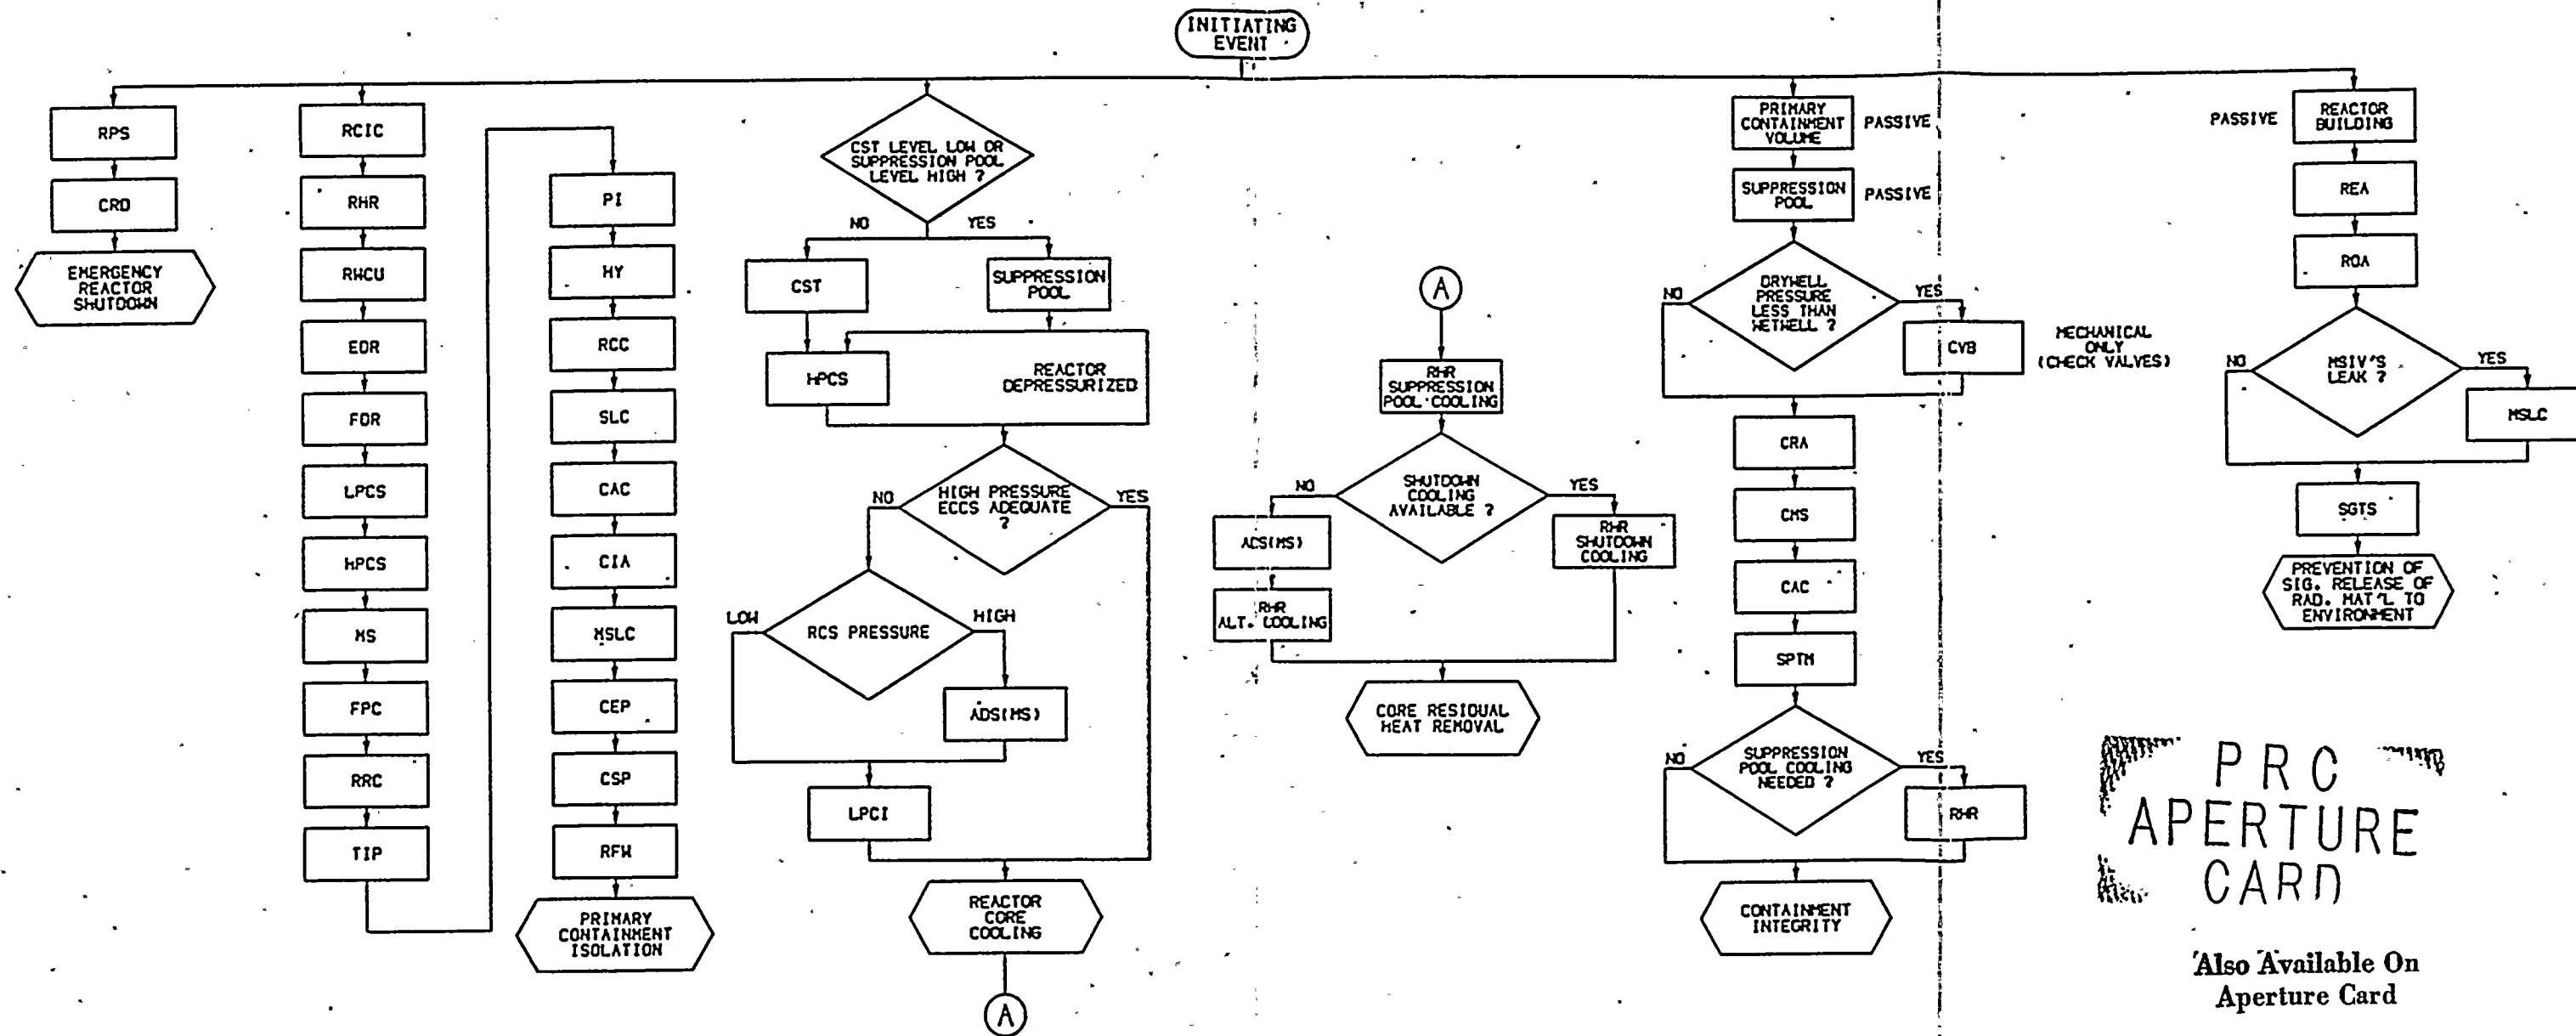 INITIATING
EVENT
RPS
CRD
EMERGENCY
REACTOR
SHUTDOWN
RCIC
RHR
RWCU
EDR
FDR
LPCS
HPCS
MS
FPC
RRC
TIP
PI
HY
RCC
SLC
CAC
CIA
MSLC
CEP
CSP
RFW
PRIMARY
CONTAINMENT
ISOLATION
CST LEVEL LOW OR
SUPPRESSION POOL
LEVEL HIGH ?
NO
YES
CST
SUPPRESSION
POOL
HPCS
REACTOR
DEPRESSURIZED
HIGH PRESSURE
ECCS ADEQUATE
?
NO
YES
RCS PRESSURE
LOW
HIGH
ADS(MS)
LPCI
REACTOR
CORE
COOLING
A
A
RHR
SUPPRESSION
POOL COOLING
SHUTDOWN
COOLING
AVAILABLE ?
NO
YES
ADS(MS)
RHR
ALT. COOLING
RHR
SHUTDOWN
COOLING
CORE RESIDUAL
HEAT REMOVAL
PRIMARY
CONTAINMENT
VOLUME
PASSIVE
SUPPRESSION
POOL
PASSIVE
DRYWELL
PRESSURE
LESS THAN
WETWELL ?
NO
YES
CVB
MECHANICAL
ONLY
(CHECK VALVES)
CRA
CMS
CAC
SPTM
SUPPRESSION
POOL COOLING
NEEDED ?
NO
YES
RHR
CONTAINMENT
INTEGRITY
PASSIVE
REACTOR
BUILDING
REA
ROA
MSIV'S
LEAK ?
NO
YES
MSLC
SGTS
PREVENTION OF
SIG. RELEASE OF
RAD. MAT'L TO
ENVIRONMENT
PRC
APERTURE
CARD
Also Available On
Aperture Card